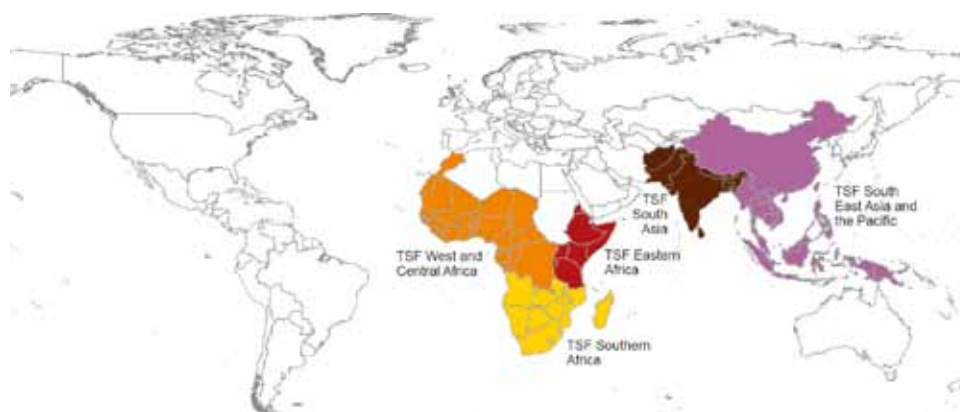 TSF West and
Central Africa
TSF Eastern
Africa
TSF Southern
Africa
TSF
South
Asia
TSF South
East Asia and
the Pacific